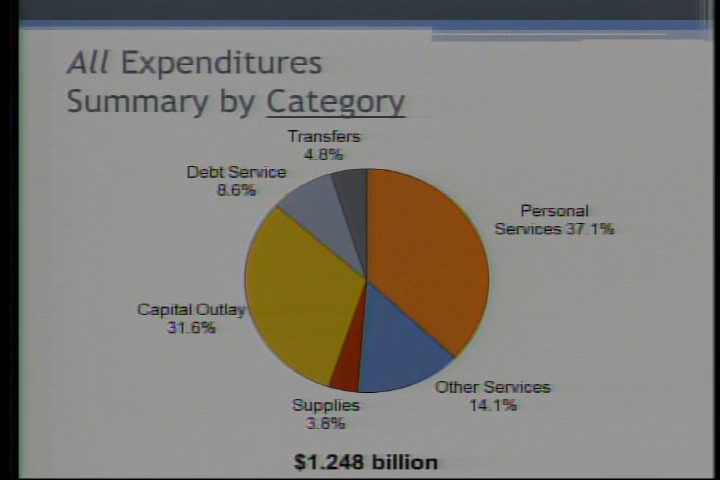 All Expenditures
Summary by Category
Transfers
4.8%
Debt Service
8.6%
Personal
Services 37.1%
Capital Outlay
31.6%
Other Services
14.1%
Supplies
3.8%
$1.248 billion